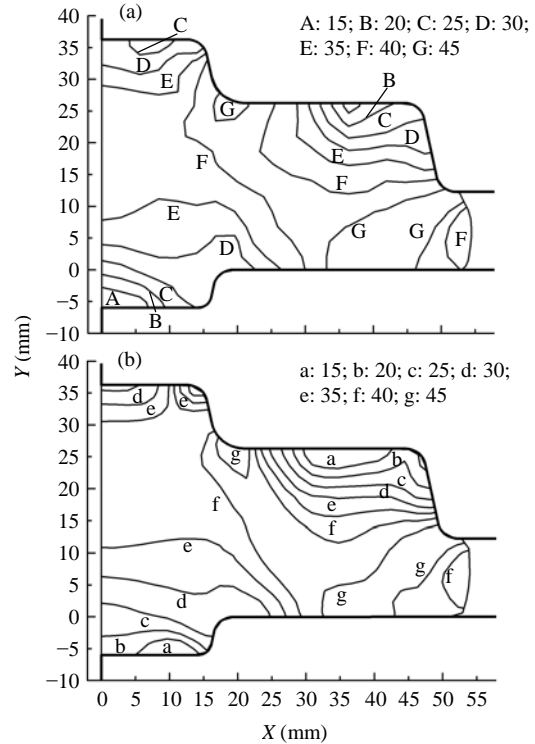 (a)
A: 15; B: 20; C: 25; D: 30;
E: 35; F: 40; G: 45
40
35
30
25
20
15
10
5
0
−5
−10
C
D
E
G
B
C
D
E
F
F
E
D
G
G
F
A
C
B
Y (mm)
(b)
a: 15; b: 20; c: 25; d: 30;
e: 35; f: 40; g: 45
40
35
30
25
20
15
10
5
0
−5
−10
d
e
e
g
a
b
c
d
e
f
f
e
d
c
b
a
g
g
f
0 5 10 15 20 25 30 35 40 45 50 55
X (mm)